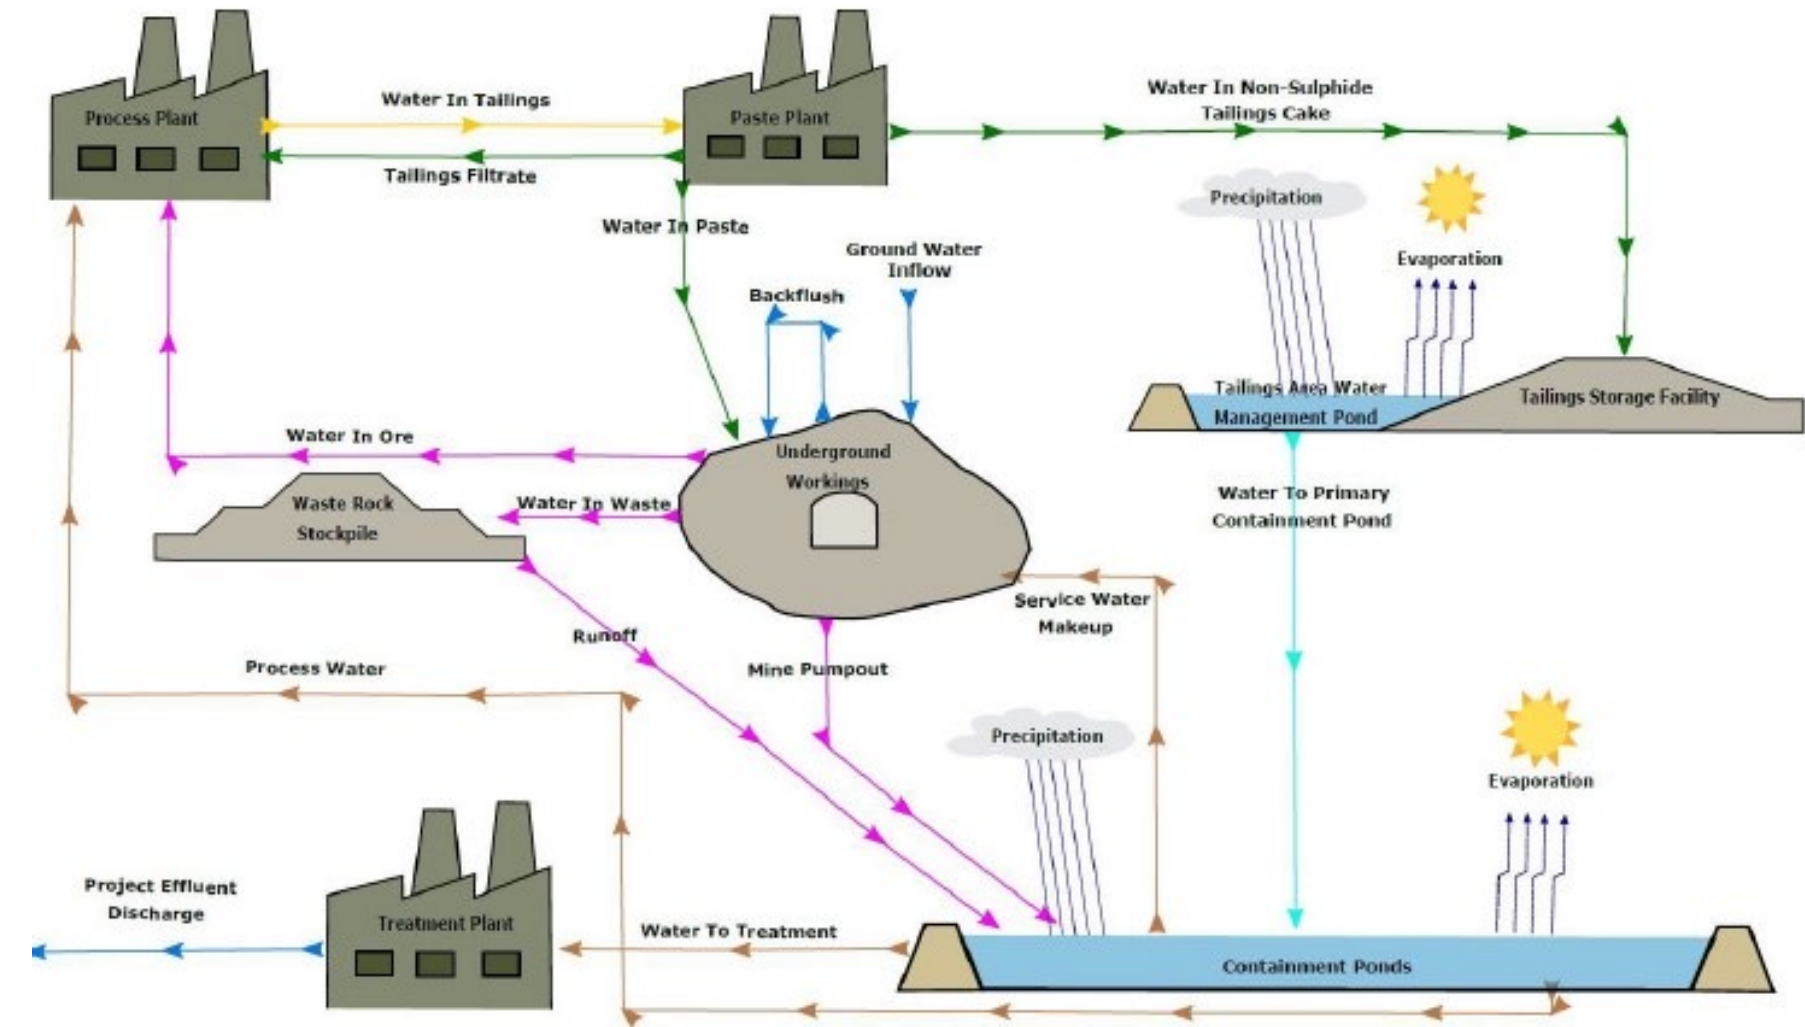 Process Plant
Water In Tailings
Tailings Filtrate
Paste Plant
Water In Non-Sulphide
Tailings Cake
Water In Paste
Ground Water
Inflow
Backflush
Precipitation
Evaporation
Tailings Area Water
Management Pond
Tailings Storage Facility
Water In Ore
Underground
Workings
Waste Rock
Stockpile
Water In Waste
Water To Primary
Containment Pond
Service Water
Makeup
Runoff
Mine Pumpout
Process Water
Precipitation
Evaporation
Project Effluent
Discharge
Treatment Plant
Water To Treatment
Containment Ponds